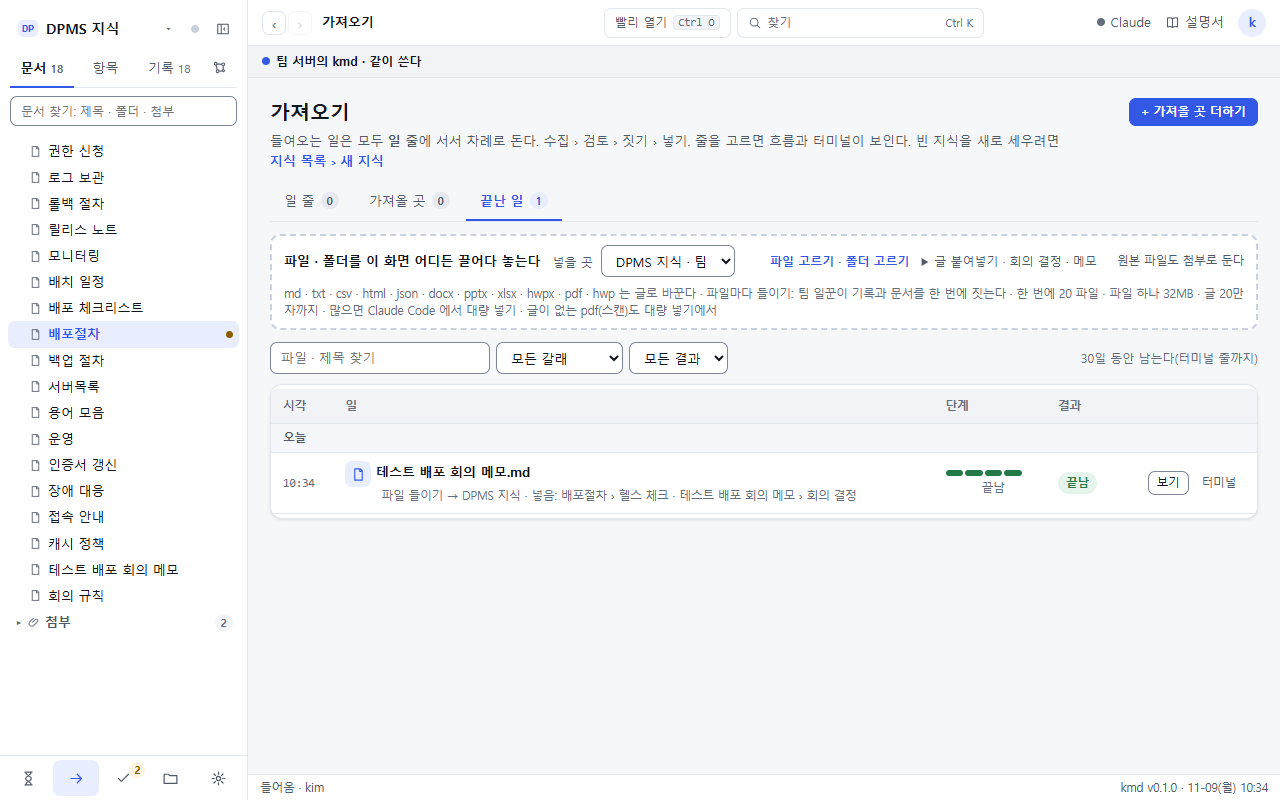 DP DPMS 지식
문서 18 항목 기록 18
문서 찾기: 제목 · 폴더 · 첨부
권한 신청
로그 보관
롤백 절차
릴리스 노트
모니터링
배치 일정
배포 체크리스트
배포절차
백업 절차
서버목록
용어 모음
운영
인증서 갱신
장애 대응
접속 안내
캐시 정책
테스트 배포 회의 메모
회의 규칙
첨부 2
2
‹ › 가져오기
빨리 열기 Ctrl O
찾기 Ctrl K
Claude 설명서 k
팀 서버의 kmd · 같이 쓴다
가져오기
+ 가져올 곳 더하기
들여오는 일은 모두 일 줄에 서서 차례로 돈다. 수집 › 검토 › 짓기 › 넣기. 줄을 고르면 흐름과 터미널이 보인다. 빈 지식을 새로 세우려면
지식 목록 › 새 지식
일 줄 0 가져올 곳 0 끝난 일 1
파일 · 폴더를 이 화면 어디든 끌어다 놓는다 넣을 곳 DPMS 지식 · 팀 파일 고르기 · 폴더 고르기 ▶ 글 붙여넣기 · 회의 결정 · 메모 원본 파일도 첨부로 둔다
md · txt · csv · html · json · docx · pptx · xlsx · hwpx · pdf · hwp 는 글로 바꾼다 · 파일마다 들이기: 팀 일꾼이 기록과 문서를 한 번에 짓는다 · 한 번에 20 파일 · 파일 하나 32MB · 글 20만
자까지 · 많으면 Claude Code 에서 대량 넣기 · 글이 없는 pdf(스캔)도 대량 넣기에서
파일 · 제목 찾기 모든 갈래 모든 결과 30일 동안 남는다(터미널 줄까지)
시각 일 단계 결과
오늘
10:34 테스트 배포 회의 메모.md 끝남 끝남 보기 터미널
파일 들이기 → DPMS 지식 · 넣음: 배포절차 › 헬스 체크 · 테스트 배포 회의 메모 › 회의 결정
들어옴 · kim
kmd v0.1.0 · 11-09(월) 10:34